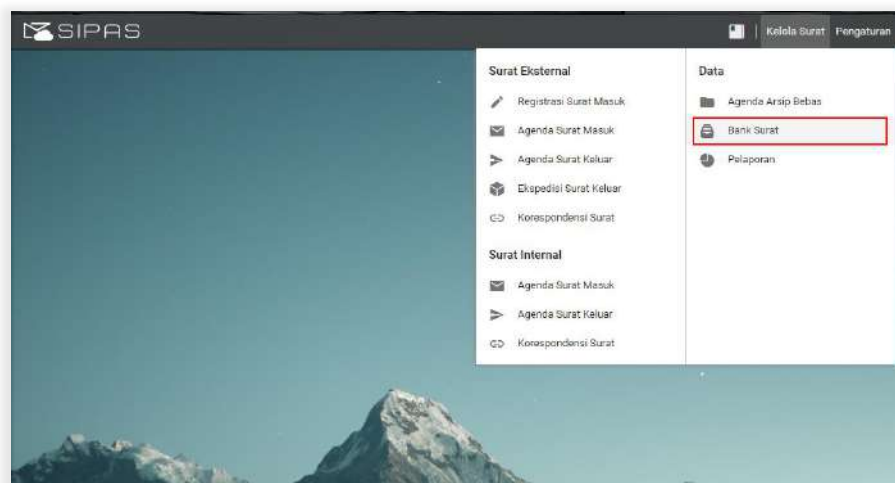 SIPAS
Kelola Surat Pengaturan
Surat Eksternal
Registrasi Surat Masuk
Agenda Surat Masuk
Agenda Surat Keluar
Ekspedisi Surat Keluar
Korespondensi Surat
Surat Internal
Agenda Surat Masuk
Agenda Surat Keluar
Korespondensi Surat
Data
Agenda Arsip Bebas
Bank Surat
Pelaporan